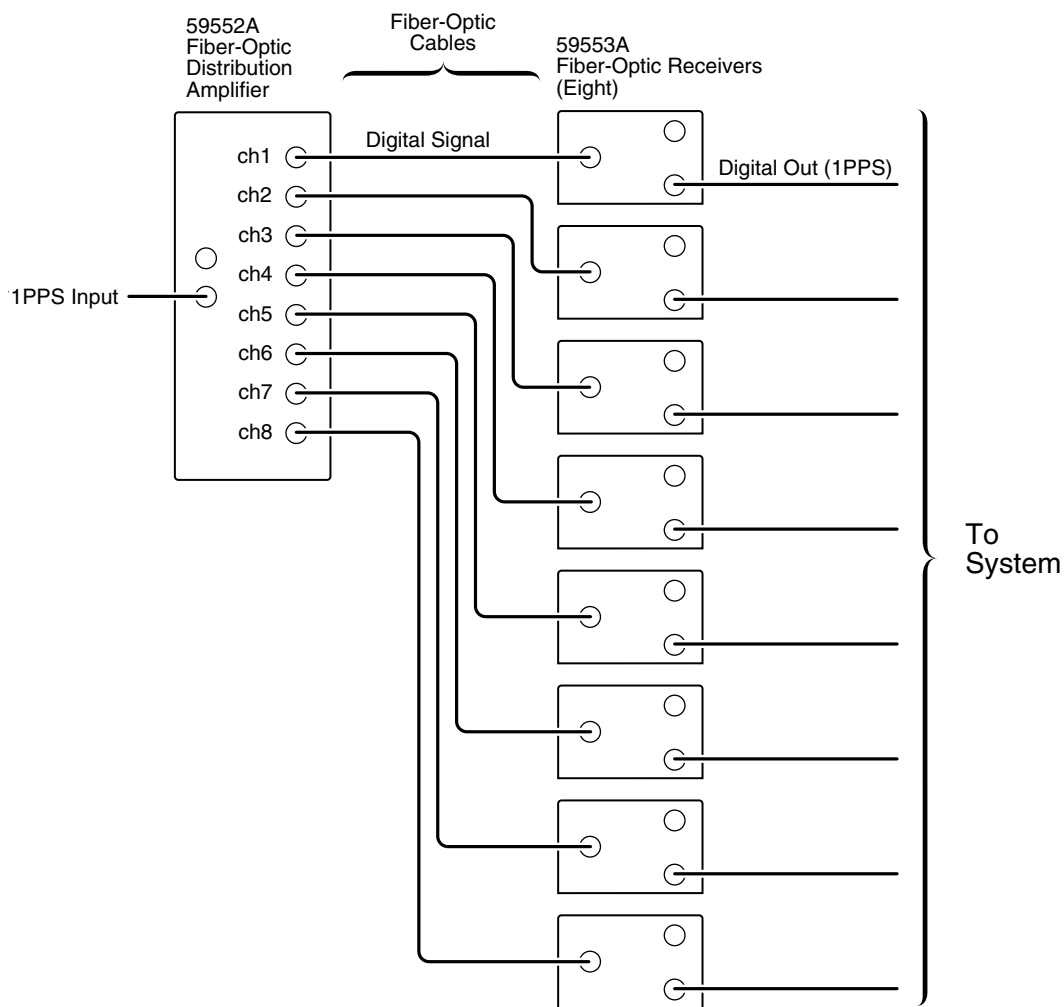 59552A
Fiber-Optic
Distribution
Amplifier
Fiber-Optic
Cables
59553A
Fiber-Optic Receivers
(Eight)
ch1
Digital Signal
Digital Out (1PPS)
ch2
ch3
ch4
1PPS Input
ch5
ch6
ch7
ch8
To
System